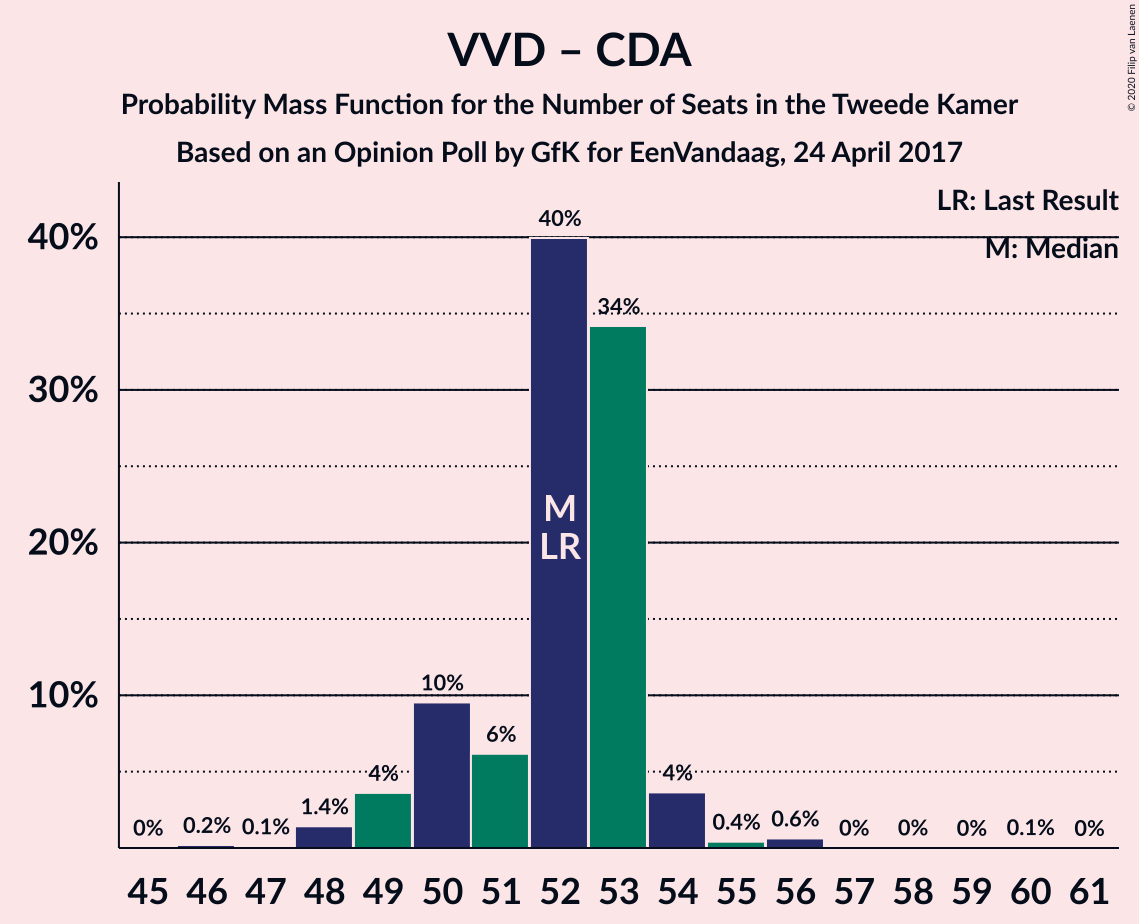 VVD – CDA
Probability Mass Function for the Number of Seats in the Tweede Kamer
Based on an Opinion Poll by GfK for EenVandaag, 24 April 2017
© 2020 Filip van Laenen
LR: Last Result
M: Median
40%
30%
20%
10%
0% 0.2% 0.1% 1.4% 4% 10% 6% 40% 34% 4% 0.4% 0.6% 0% 0% 0% 0.1% 0%
M
LR
45 46 47 48 49 50 51 52 53 54 55 56 57 58 59 60 61